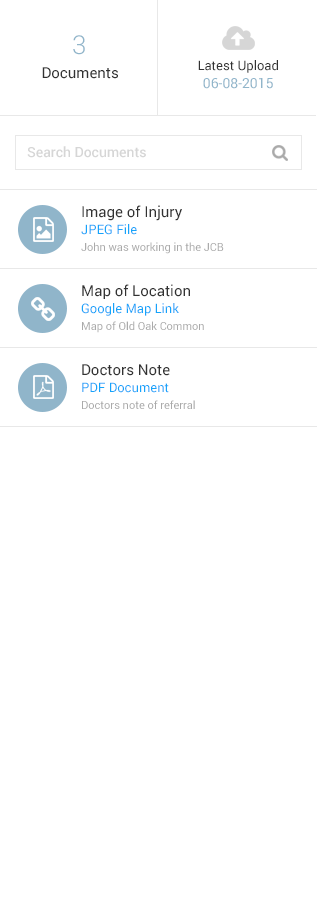 3
Documents
Latest Upload
06-08-2015
Search Documents
Image of Injury
JPEG File
John was working in the JCB
Map of Location
Google Map Link
Map of Old Oak Common
Doctors Note
PDF Document
Doctors note of referral